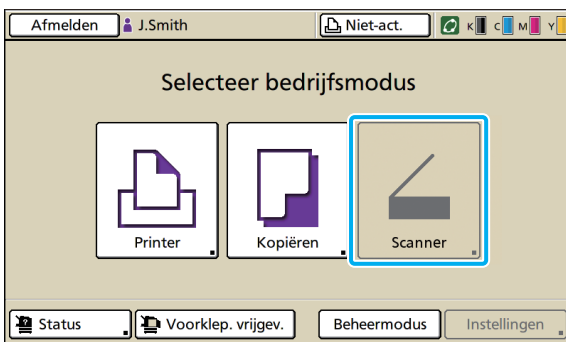 Afmelden J.Smith Niet-act. K C M Y
Selecteer bedrijfsmodus
Printer Kopiëren Scanner
Status Voorklep. vrijgev. Beheermodus Instellingen